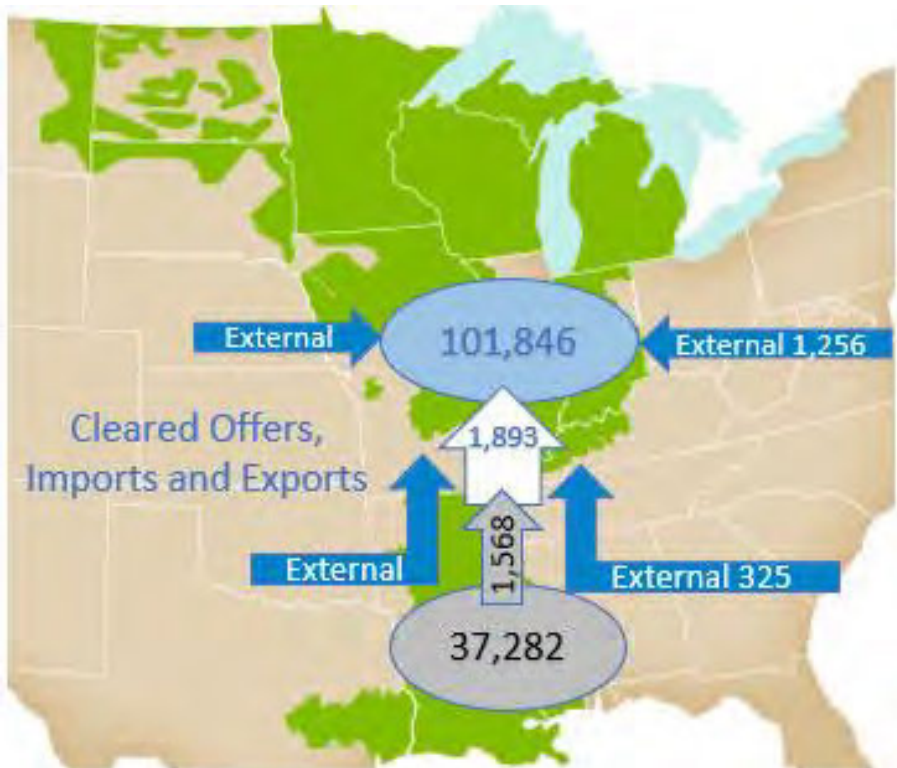 External
101,846
External 1,256
Cleared Offers,
Imports and Exports
1,893
1,568
External
External 325
37,282